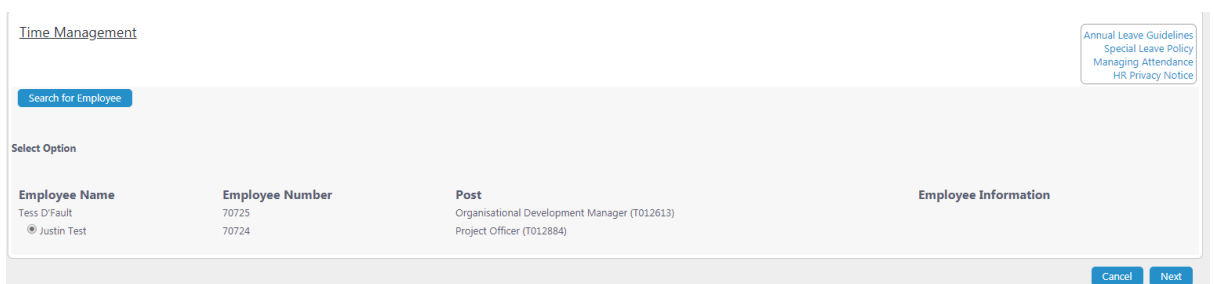 Time Management
Annual Leave Guidelines
Special Leave Policy
Managing Attendance
HR Privacy Notice
Search for Employee
Select Option
Employee Name Employee Number Post Employee Information
Tess D'Fault 70725 Organisational Development Manager (T012613)
Justin Test 70724 Project Officer (T012884)
Cancel Next